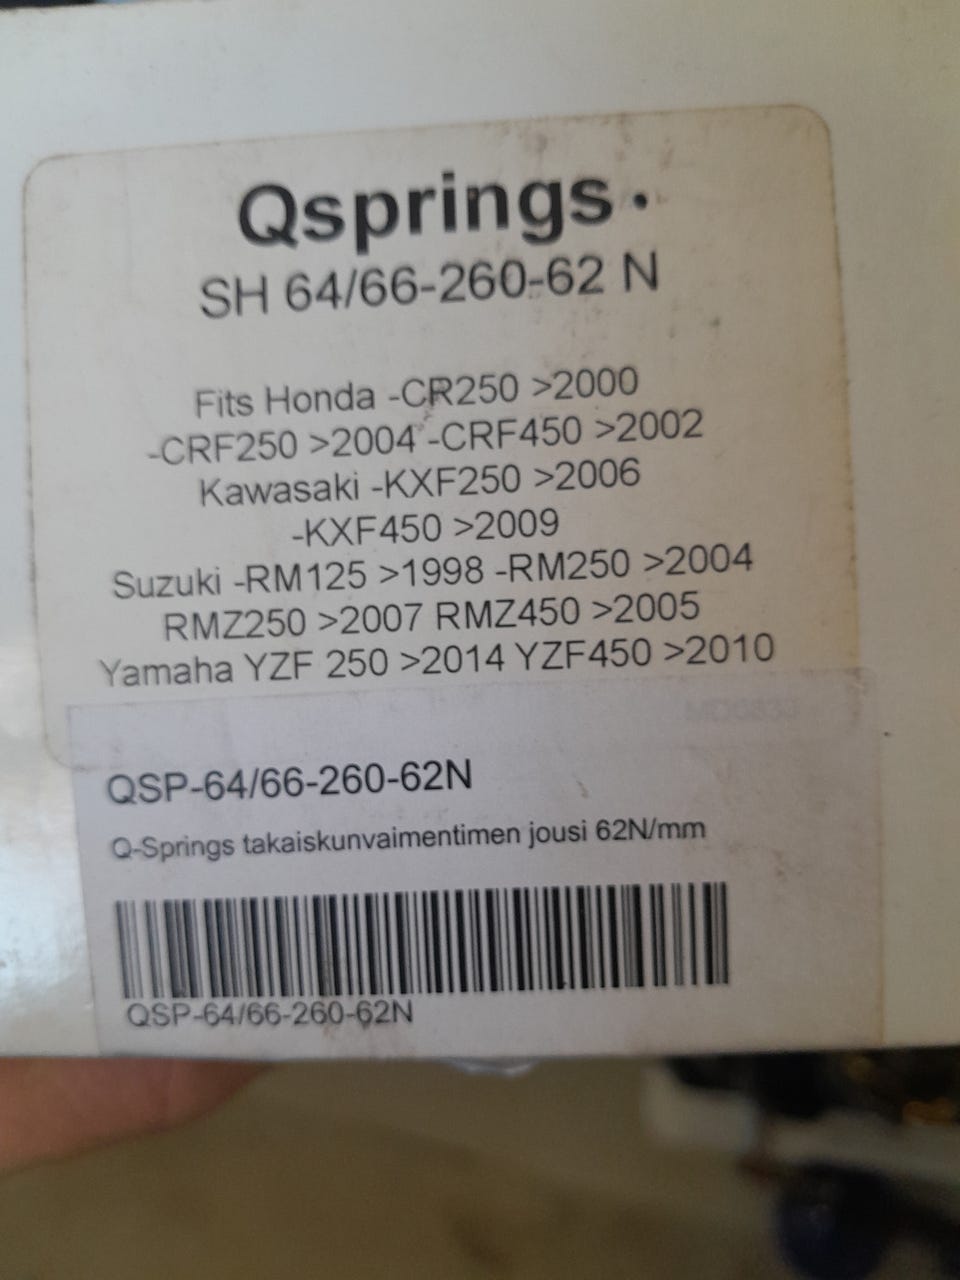 Qsprings.
SH 64/66-260-62 N
Fits Honda -CR250 >2000
-CRF250 >2004 -CRF450 >2002
Kawasaki -KXF250 >2006
-KXF450 >2009
Suzuki -RM125 >1998 -RM250 >2004
RMZ250 >2007 RMZ450 >2005
Yamaha YZF 250 >2014 YZF450 >2010
QSP-64/66-260-62N
Q-Springs takaiskunvaimentimen jousi 62N/mm
QSP-64/66-260-62N